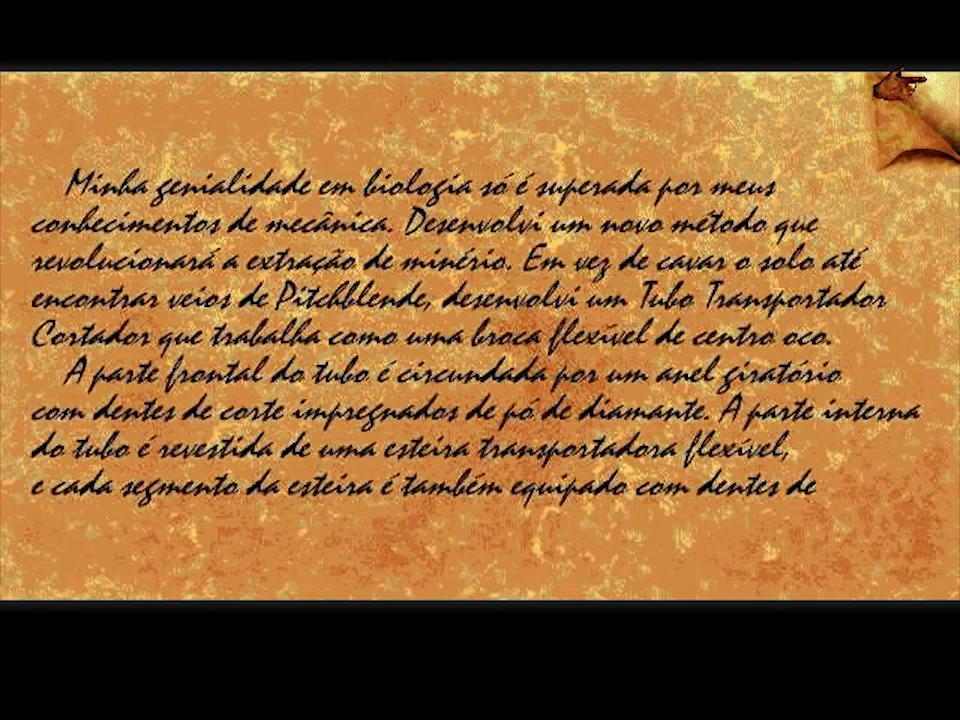 Minha genialidade em biologia só é superada por meus
conhecimentos de mecânica. Desenvolvi um novo método que
revolucionará a extração de minério. Em vez de cavar o solo até
encontrar veios de Pitchblende, desenvolvi um Tubo Transportador
Cortador que trabalha como uma broca flexível de centro oco.
A parte frontal do tubo é circundada por um anel giratório
com dentes de corte impregnados de pó de diamante. A parte interna
do tubo é revestida de uma esteira transportadora flexível,
e cada segmento da esteira é também equipado com dentes de